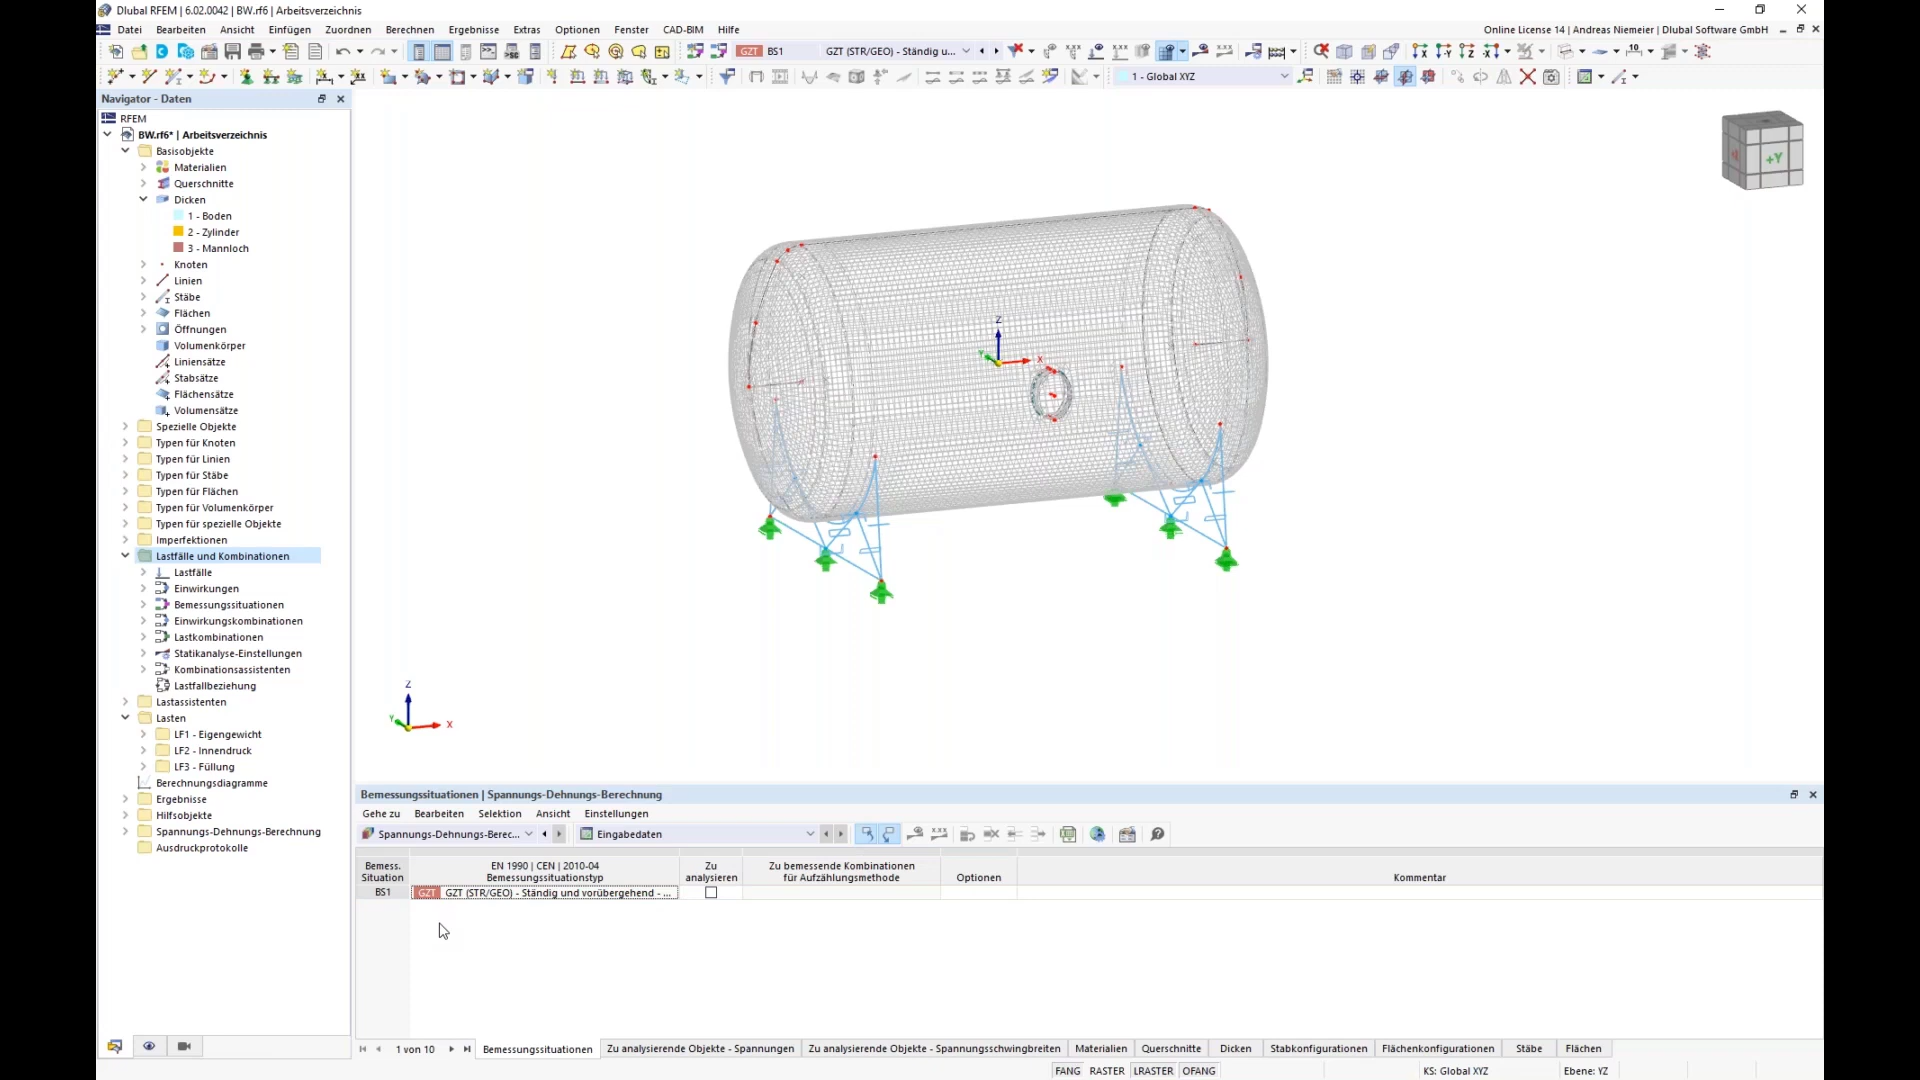 Dlubal RFEM | 6.02.0042 | BW.rf6 | Arbeitsverzeichnis
Datei Bearbeiten Ansicht Einfügen Zuordnen Berechnen Ergebnisse Extras Optionen Fenster CAD-BIM Hilfe
Online License 14 | Andreas Niemeier | Dlubal Software GmbH
GZT BS1 GZT (STR/GEO) - Ständig u...
1 - Global XYZ
Navigator - Daten
RFEM
BW.rf6* | Arbeitsverzeichnis
Basisobjekte
Materialien
Querschnitte
Dicken
1 - Boden
2 - Zylinder
3 - Mannloch
Knoten
Linien
Stäbe
Flächen
Öffnungen
Volumenkörper
Liniensätze
Stabsätze
Flächensätze
Volumensätze
Spezielle Objekte
Typen für Knoten
Typen für Linien
Typen für Stäbe
Typen für Flächen
Typen für Volumenkörper
Typen für spezielle Objekte
Imperfektionen
Lastfälle und Kombinationen
Lastfälle
Einwirkungen
Bemessungssituationen
Einwirkungskombinationen
Lastkombinationen
Statikanalyse-Einstellungen
Kombinationsassistenten
Lastfallbeziehung
Lastassistenten
Lasten
LF1 - Eigengewicht
LF2 - Innendruck
LF3 - Füllung
Berechnungsdiagramme
Ergebnisse
Hilfsobjekte
Spannungs-Dehnungs-Berechnung
Ausdruckprotokolle
+Y
Z
Y
X
Z
Y
X
Bemessungssituationen | Spannungs-Dehnungs-Berechnung
Gehe zu Bearbeiten Selektion Ansicht Einstellungen
Spannungs-Dehnungs-Berec... Eingabedaten
Bemess. Situation
EN 1990 | CEN | 2010-04 Bemessungssituationstyp
Zu analysieren
Zu bemessende Kombinationen für Aufzählungsmethode
Optionen
Kommentar
BS1 GZT GZT (STR/GEO) - Ständig und vorübergehend - ...
1 von 10
Bemessungssituationen Zu analysierende Objekte - Spannungen Zu analysierende Objekte - Spannungsschwingbreiten Materialien Querschnitte Dicken Stabkonfigurationen Flächenkonfigurationen Stäbe Flächen
FANG RASTER LRASTER OFANG KS: Global XYZ Ebene: YZ